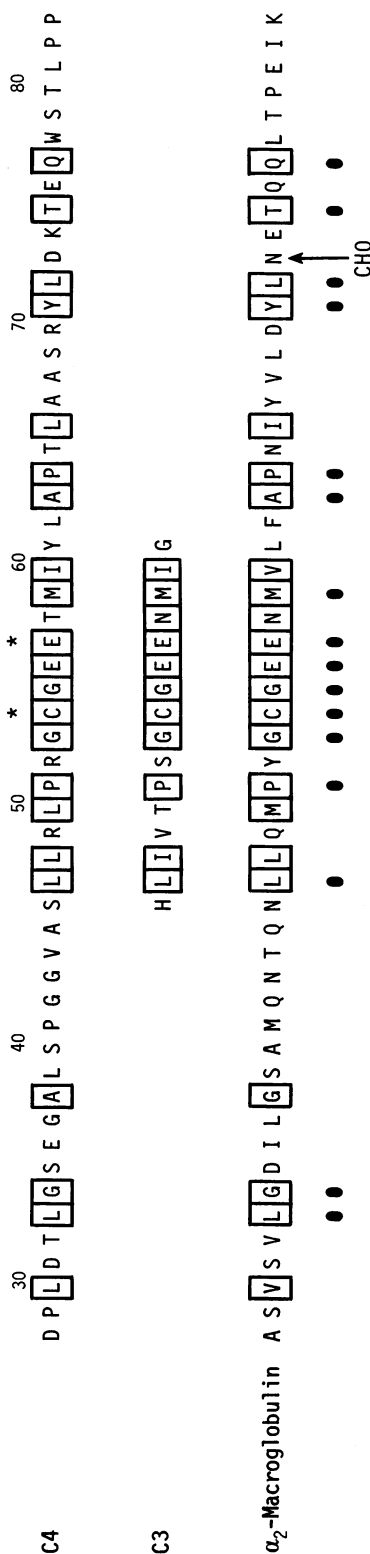 30 40 50 * * 60 70 80
C4 D P L D T L G S E G A L S P G G V A S L L R L P R G C G E E T M I Y L A P T L A A S R Y L D K T E Q W S T L P P
C3 H L I V T P S G C G E E N M I G
α₂-Macroglobulin A S V S V L G D I L G S A M Q N T Q N L L Q M P Y G C G E E N M V L F A P N I Y V L D Y L N E T Q Q L T P E I K
CHO